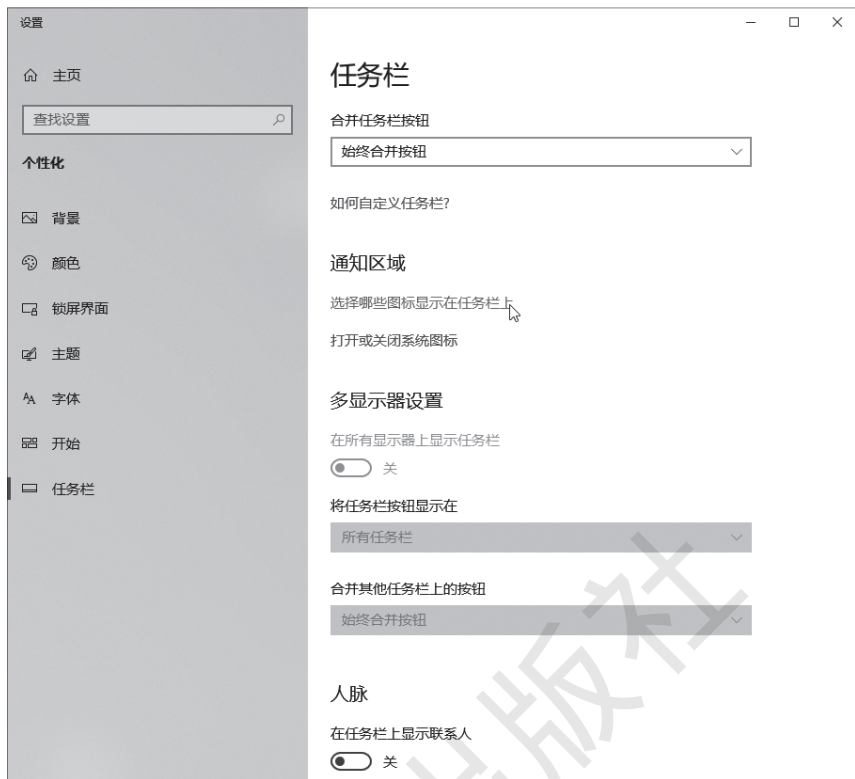 设置
主页
查找设置
个性化
背景
颜色
锁屏界面
主题
字体
开始
任务栏
任务栏
合并任务栏按钮
始终合并按钮
如何自定义任务栏?
通知区域
选择哪些图标显示在任务栏上
打开或关闭系统图标
多显示器设置
在所有显示器上显示任务栏
关
将任务栏按钮显示在
所有任务栏
合并其他任务栏上的按钮
始终合并按钮
人脉
在任务栏上显示联系人
关
出版社